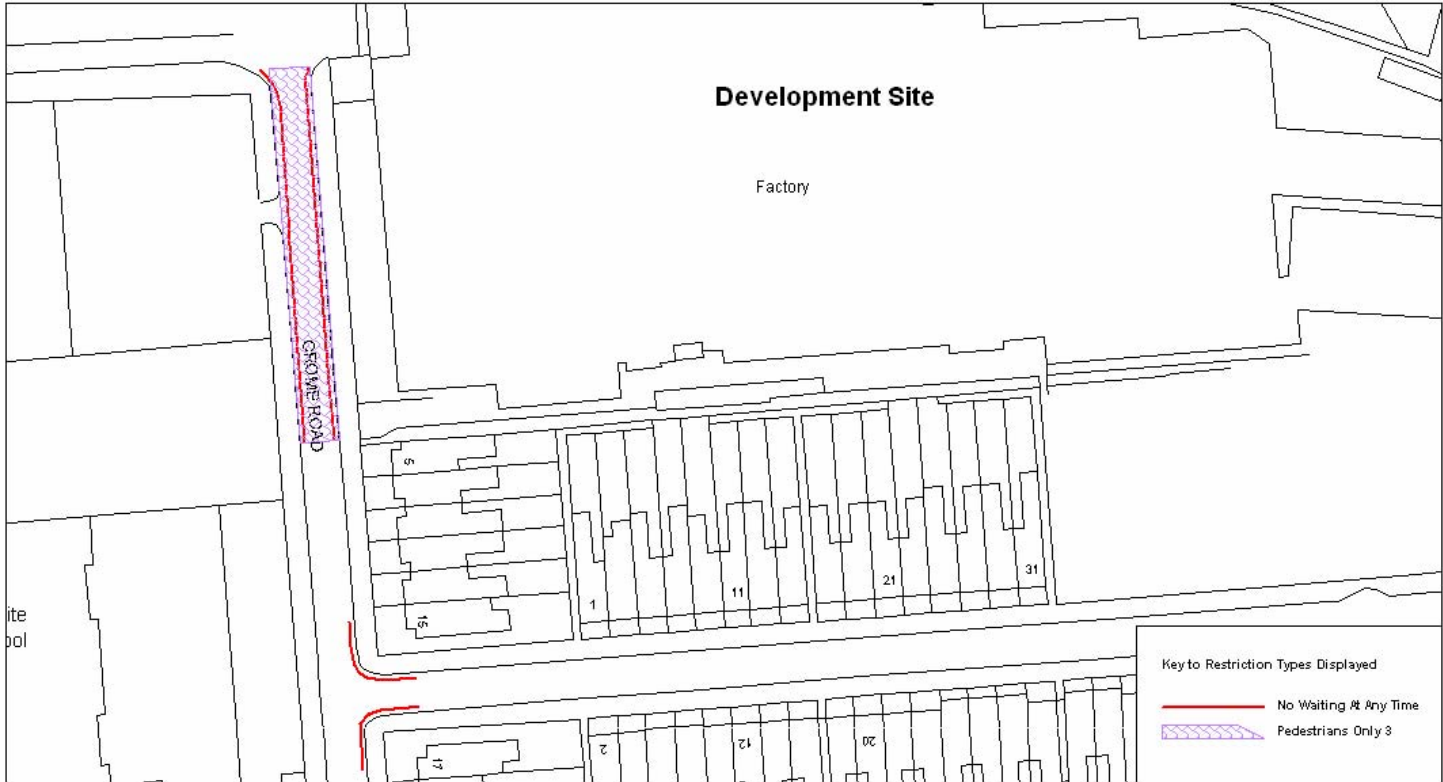 Development Site
Factory
CROME ROAD
5
15
1
11
21
31
ite
ool
17
2
12
20
Key to Restriction Types Displayed
No Waiting At Any Time
Pedestrians Only 3